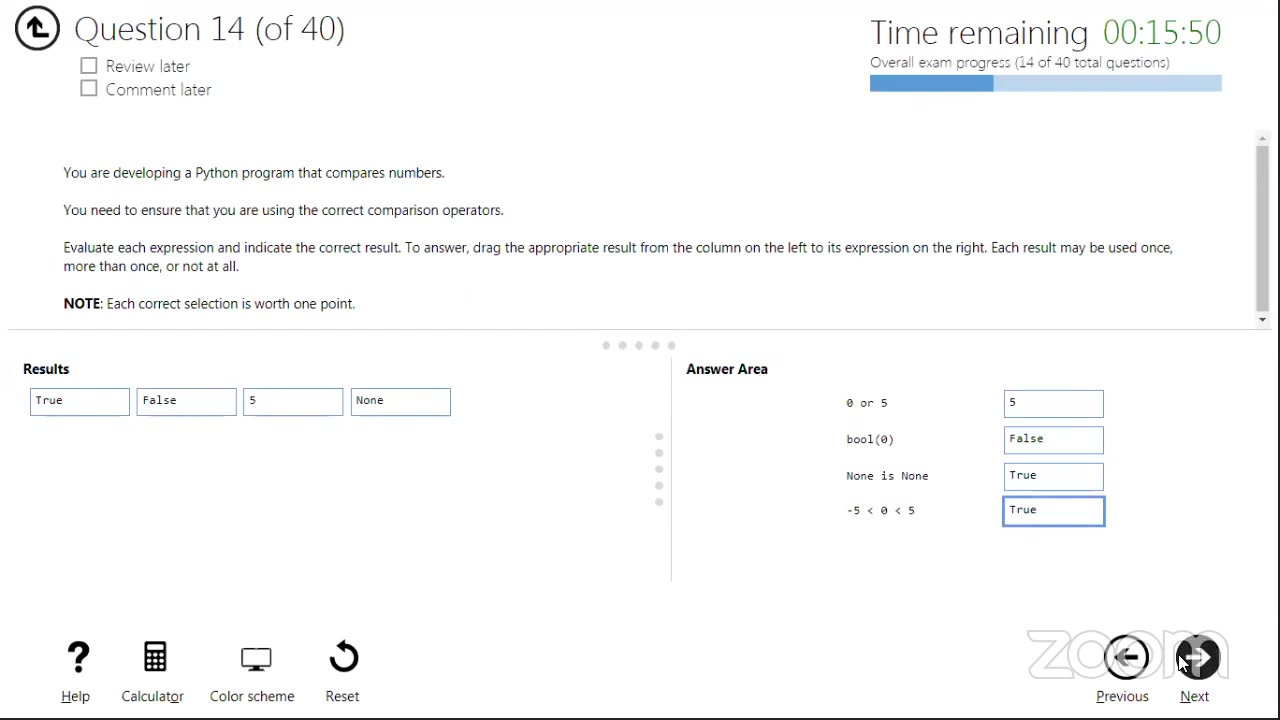 Question 14 (of 40)
Review later
Comment later
Time remaining 00:15:50
Overall exam progress (14 of 40 total questions)
You are developing a Python program that compares numbers.
You need to ensure that you are using the correct comparison operators.
Evaluate each expression and indicate the correct result. To answer, drag the appropriate result from the column on the left to its expression on the right. Each result may be used once,
more than once, or not at all.
NOTE: Each correct selection is worth one point.
Results
True False 5 None
Answer Area
0 or 5 5
bool(0) False
None is None True
-5 < 0 < 5 True
Help Calculator Color scheme Reset
Previous Next
zoom